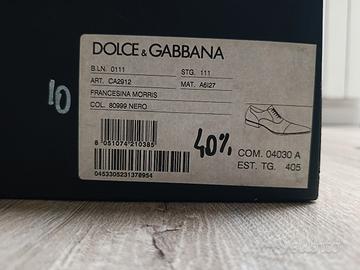 DOLCE & GABBANA
B.LN. 0111 STG. 111
ART. CA2912 MAT. A6I27
FRANCESINA MORRIS
COL. 80999 NERO
10
40%
8 051074 210385
COM. 04030 A
EST. TG. 405
0453305231378954